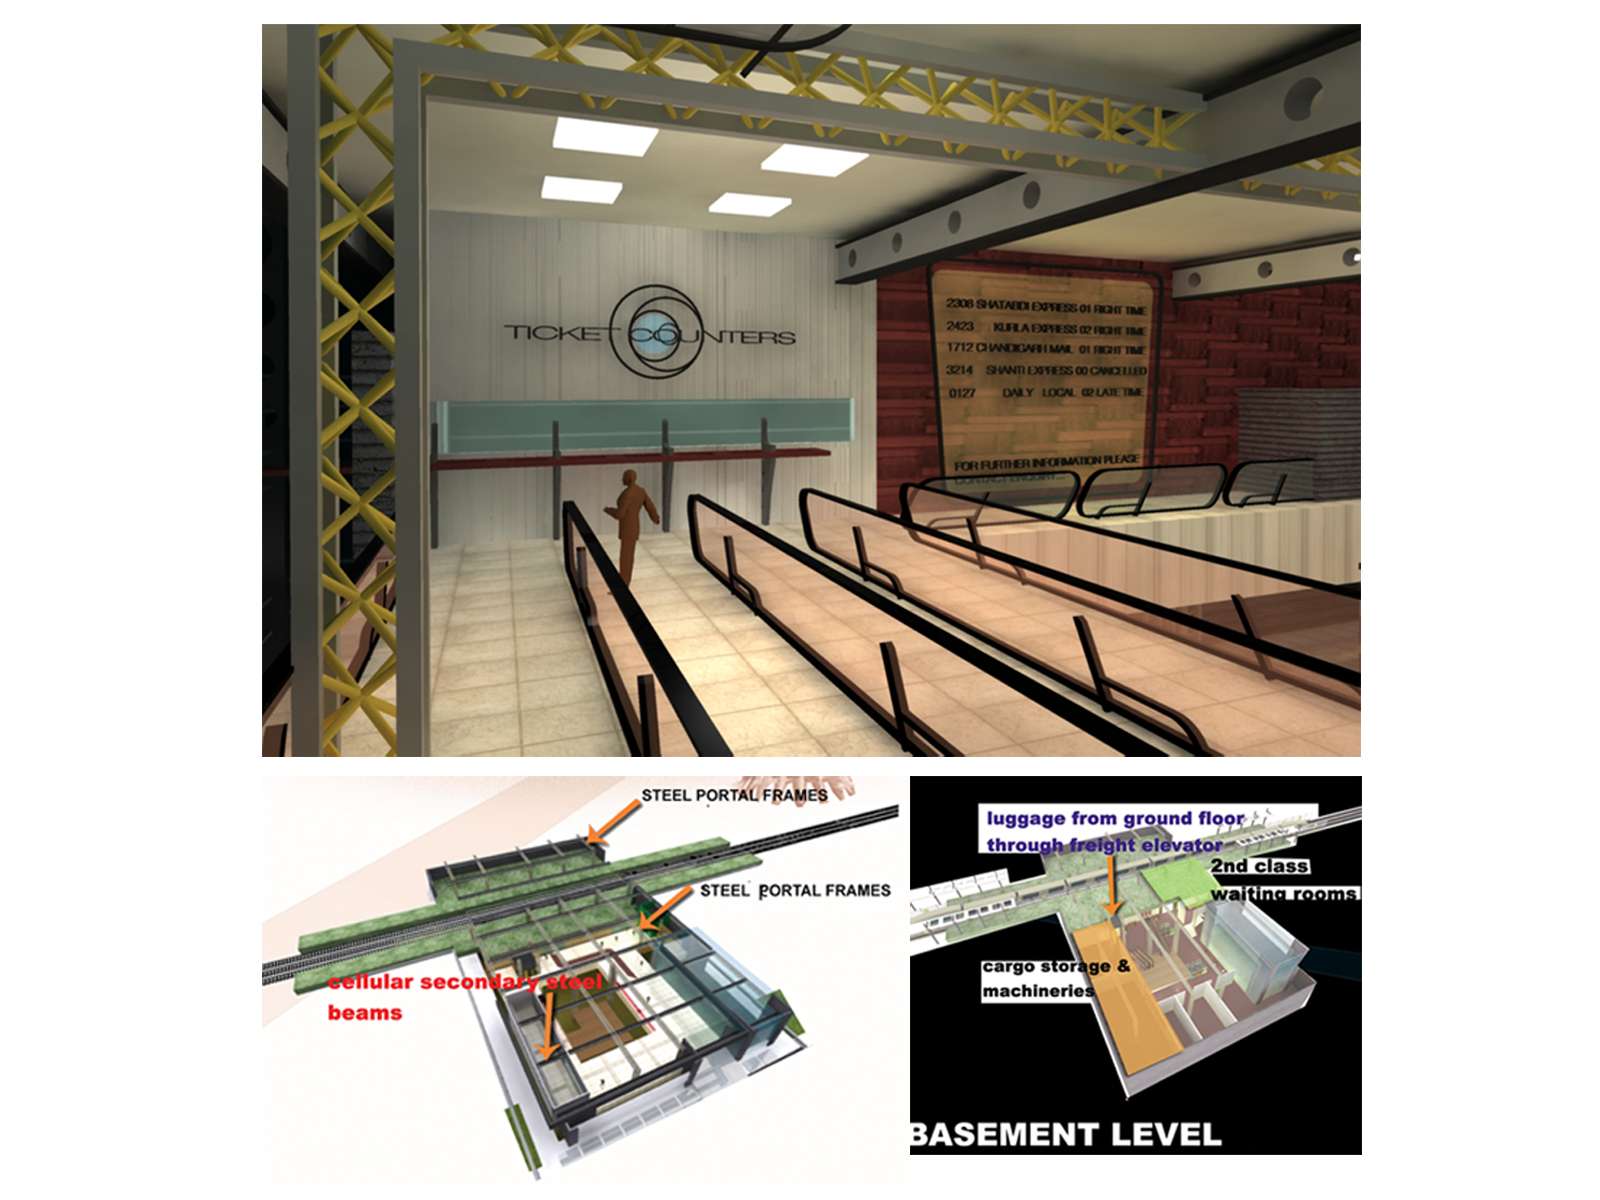 TICKET COUNTERS
2308 SHATABDI EXPRESS 01 RIGHT TIME
2423 KURLA EXPRESS 02 RIGHT TIME
1712 CHANDIGARH MAIL 01 RIGHT TIME
3214 SHANTI EXPRESS 00 CANCELLED
0127 DAILY LOCAL 02 LATE TIME
FOR FURTHER INFORMATION PLEASE
CONTACT ENQUIRY...
STEEL PORTAL FRAMES
STEEL PORTAL FRAMES
cellular secondary steel
beams
luggage from ground floor
through freight elevator
2nd class
waiting rooms
cargo storage &
machineries
BASEMENT LEVEL